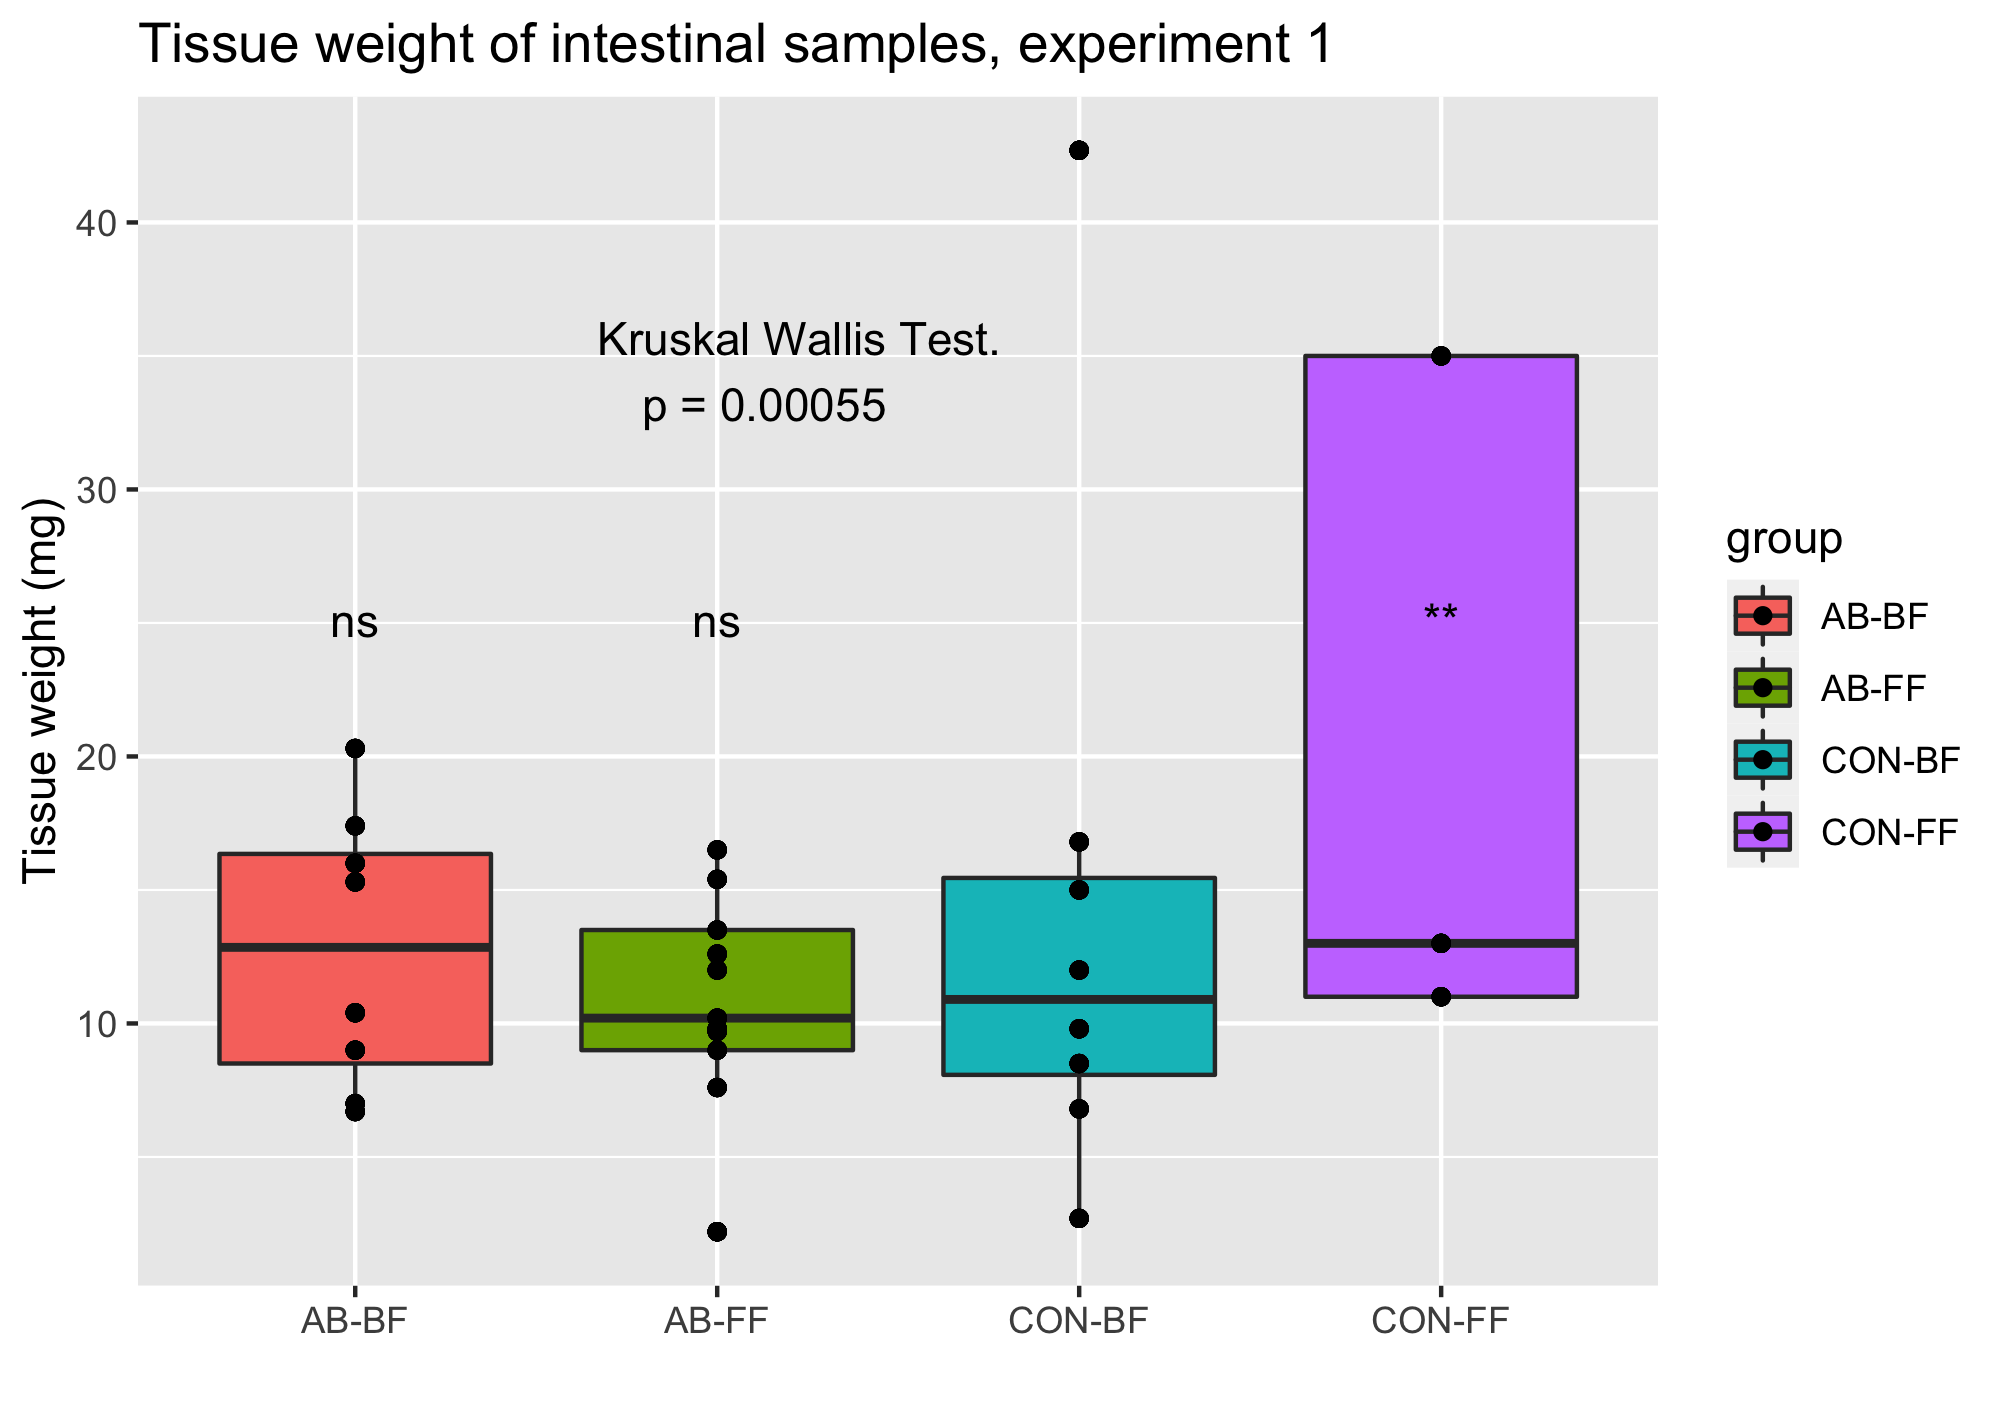 Tissue weight of intestinal samples, experiment 1
Tissue weight (mg)
40
30
20
10
Kruskal Wallis Test.
p = 0.00055
ns
ns
**
AB-BF
AB-FF
CON-BF
CON-FF
group
AB-BF
AB-FF
CON-BF
CON-FF